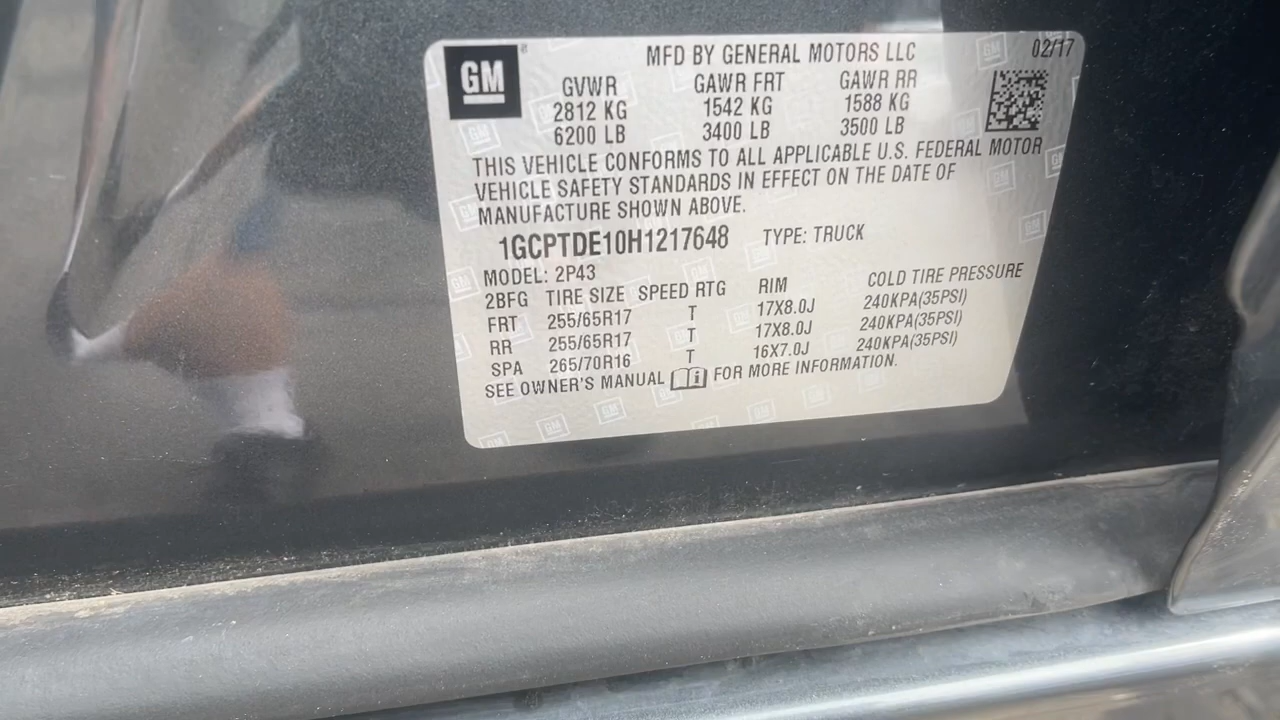 GM
MFD BY GENERAL MOTORS LLC 02/17
GVWR GAWR FRT GAWR RR
2812 KG 1542 KG 1588 KG
6200 LB 3400 LB 3500 LB
THIS VEHICLE CONFORMS TO ALL APPLICABLE U.S. FEDERAL MOTOR
VEHICLE SAFETY STANDARDS IN EFFECT ON THE DATE OF
MANUFACTURE SHOWN ABOVE.
1GCPTDE10H1217648 TYPE: TRUCK
MODEL: 2P43
2BFG TIRE SIZE SPEED RTG RIM COLD TIRE PRESSURE
FRT 255/65R17 T 17X8.0J 240KPA(35PSI)
RR 255/65R17 T 17X8.0J 240KPA(35PSI)
SPA 265/70R16 T 16X7.0J 240KPA(35PSI)
SEE OWNER'S MANUAL FOR MORE INFORMATION.